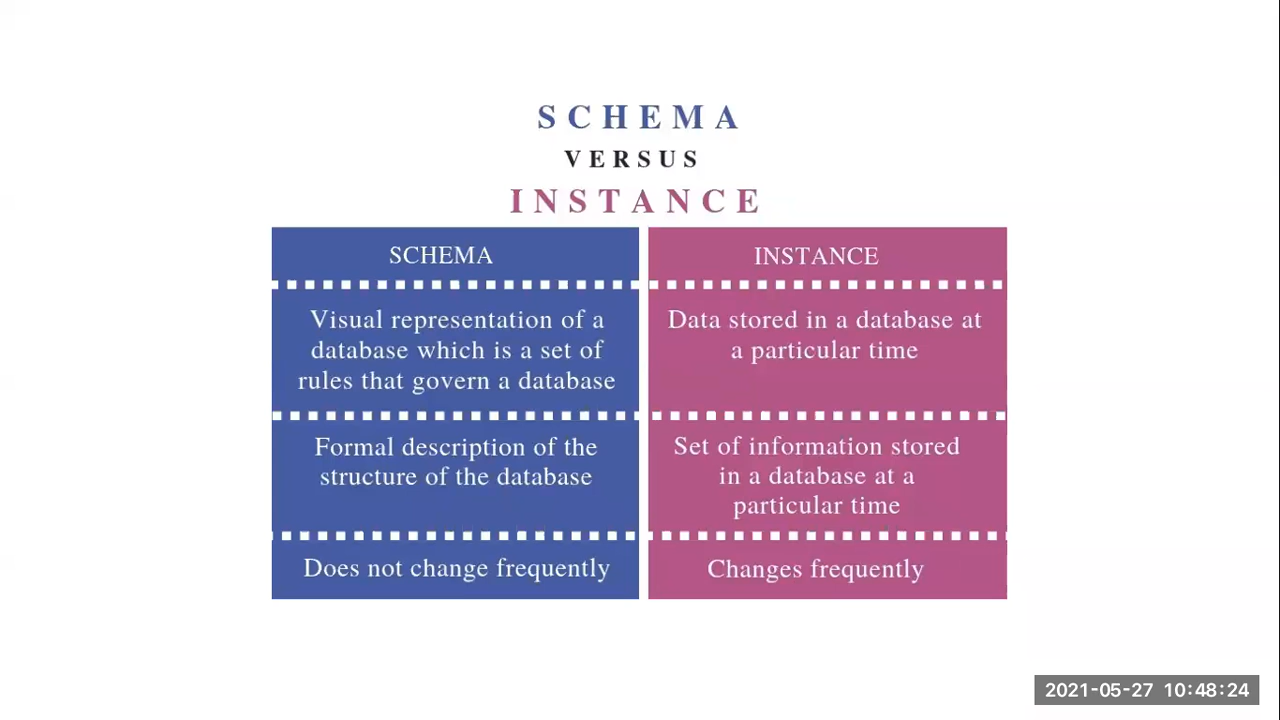 SCHEMA
VERSUS
INSTANCE
SCHEMA
Visual representation of a
database which is a set of
rules that govern a database
Formal description of the
structure of the database
Does not change frequently
INSTANCE
Data stored in a database at
a particular time
Set of information stored
in a database at a
particular time
Changes frequently
2021-05-27 10:48:24